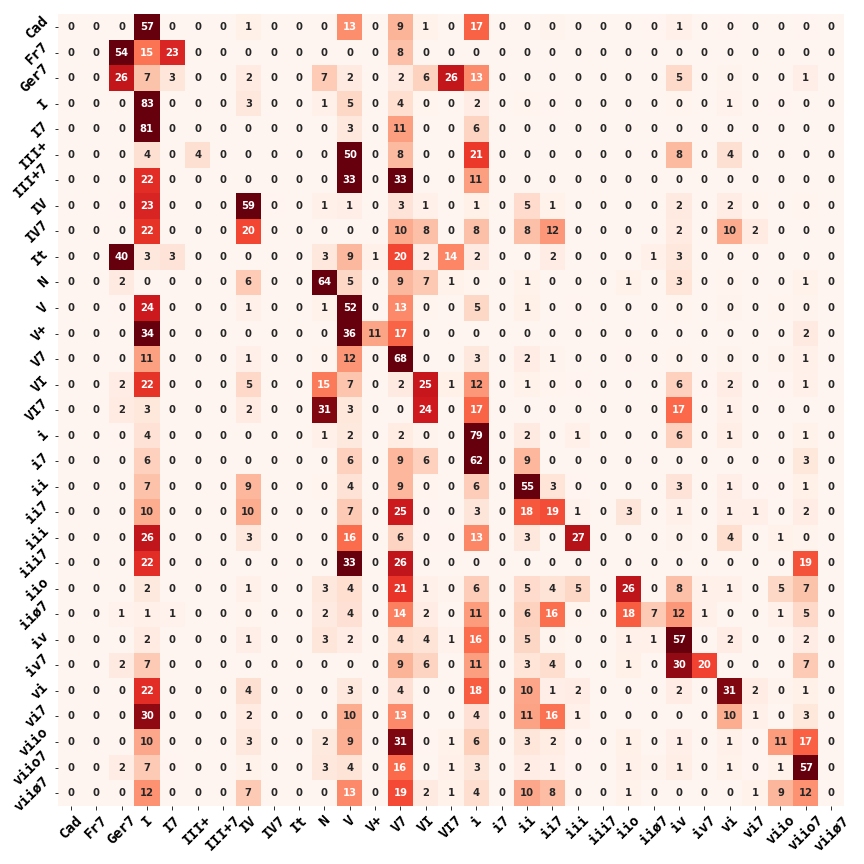 Cad 0 0 0 57 0 0 0 1 0 0 0 13 0 9 1 0 17 0 0 0 0 0 0 0 1 0 0 0 0 0 0
Fr7 0 0 54 15 23 0 0 0 0 0 0 0 0 8 0 0 0 0 0 0 0 0 0 0 0 0 0 0 0 0 0
Ger7 0 0 26 7 3 0 0 2 0 0 7 2 0 2 6 26 13 0 0 0 0 0 0 0 5 0 0 0 0 1 0
I 0 0 0 83 0 0 0 3 0 0 1 5 0 4 0 0 2 0 0 0 0 0 0 0 0 0 1 0 0 0 0
I7 0 0 0 81 0 0 0 0 0 0 0 3 0 11 0 0 6 0 0 0 0 0 0 0 0 0 0 0 0 0 0
III+ 0 0 0 4 0 4 0 0 0 0 0 50 0 8 0 0 21 0 0 0 0 0 0 0 8 0 4 0 0 0 0
III+7 0 0 0 22 0 0 0 0 0 0 0 33 0 33 0 0 11 0 0 0 0 0 0 0 0 0 0 0 0 0 0
IV 0 0 0 23 0 0 0 59 0 0 1 1 0 3 1 0 1 0 5 1 0 0 0 0 2 0 2 0 0 0 0
IV7 0 0 0 22 0 0 0 20 0 0 0 0 0 10 8 0 8 0 8 12 0 0 0 0 2 0 10 2 0 0 0
It 0 0 40 3 3 0 0 0 0 0 3 9 1 20 2 14 2 0 0 2 0 0 0 1 3 0 0 0 0 0 0
N 0 0 2 0 0 0 0 6 0 0 64 5 0 9 7 1 0 0 1 0 0 0 1 0 3 0 0 0 0 1 0
V 0 0 0 24 0 0 0 1 0 0 1 52 0 13 0 0 5 0 1 0 0 0 0 0 0 0 0 0 0 0 0
V+ 0 0 0 34 0 0 0 0 0 0 0 36 11 17 0 0 0 0 0 0 0 0 0 0 0 0 0 0 0 2 0
V7 0 0 0 11 0 0 0 1 0 0 0 12 0 68 0 0 3 0 2 1 0 0 0 0 0 0 0 0 0 1 0
VI 0 0 2 22 0 0 0 5 0 0 15 7 0 2 25 1 12 0 1 0 0 0 0 0 6 0 2 0 0 1 0
VI7 0 0 2 3 0 0 0 2 0 0 31 3 0 0 24 0 17 0 0 0 0 0 0 0 17 0 1 0 0 0 0
i 0 0 0 4 0 0 0 0 0 0 1 2 0 2 0 0 79 0 2 0 1 0 0 0 6 0 1 0 0 1 0
i7 0 0 0 6 0 0 0 0 0 0 0 6 0 9 6 0 62 0 9 0 0 0 0 0 0 0 0 0 0 3 0
ii 0 0 0 7 0 0 0 9 0 0 0 4 0 9 0 0 6 0 55 3 0 0 0 0 3 0 1 0 0 1 0
ii7 0 0 0 10 0 0 0 10 0 0 0 7 0 25 0 0 3 0 18 19 1 0 3 0 1 0 1 1 0 2 0
iii 0 0 0 26 0 0 0 3 0 0 0 16 0 6 0 0 13 0 3 0 27 0 0 0 0 0 4 0 1 0 0
iii7 0 0 0 22 0 0 0 0 0 0 0 33 0 26 0 0 0 0 0 0 0 0 0 0 0 0 0 0 0 19 0
iio 0 0 0 2 0 0 0 1 0 0 3 4 0 21 1 0 6 0 5 4 5 0 26 0 8 1 1 0 5 7 0
iiø7 0 0 1 1 1 0 0 0 0 0 2 4 0 14 2 0 11 0 6 16 0 0 18 7 12 1 0 0 1 5 0
iv 0 0 0 2 0 0 0 1 0 0 3 2 0 4 4 1 16 0 5 0 0 0 1 1 57 0 2 0 0 2 0
iv7 0 0 2 7 0 0 0 0 0 0 0 0 0 9 6 0 11 0 3 4 0 0 1 0 30 20 0 0 0 7 0
vi 0 0 0 22 0 0 0 4 0 0 0 3 0 4 0 0 18 0 10 1 2 0 0 0 2 0 31 2 0 1 0
vi7 0 0 0 30 0 0 0 2 0 0 0 10 0 13 0 0 4 0 11 16 1 0 0 0 0 0 10 1 0 3 0
viio 0 0 0 10 0 0 0 3 0 0 2 9 0 31 0 1 6 0 3 2 0 0 1 0 1 0 1 0 11 17 0
viio7 0 0 2 7 0 0 0 1 0 0 3 4 0 16 0 1 3 0 2 1 0 0 1 0 1 0 1 0 1 57 0
viiø7 0 0 0 12 0 0 0 7 0 0 0 13 0 19 2 1 4 0 10 8 0 0 1 0 0 0 0 1 9 12 0
Cad Fr7 Ger7 I I7 III+ III+7 IV IV7 It N V V+ V7 VI VI7 i i7 ii ii7 iii iii7 iio iiø7 iv iv7 vi vi7 viio viio7 viiø7